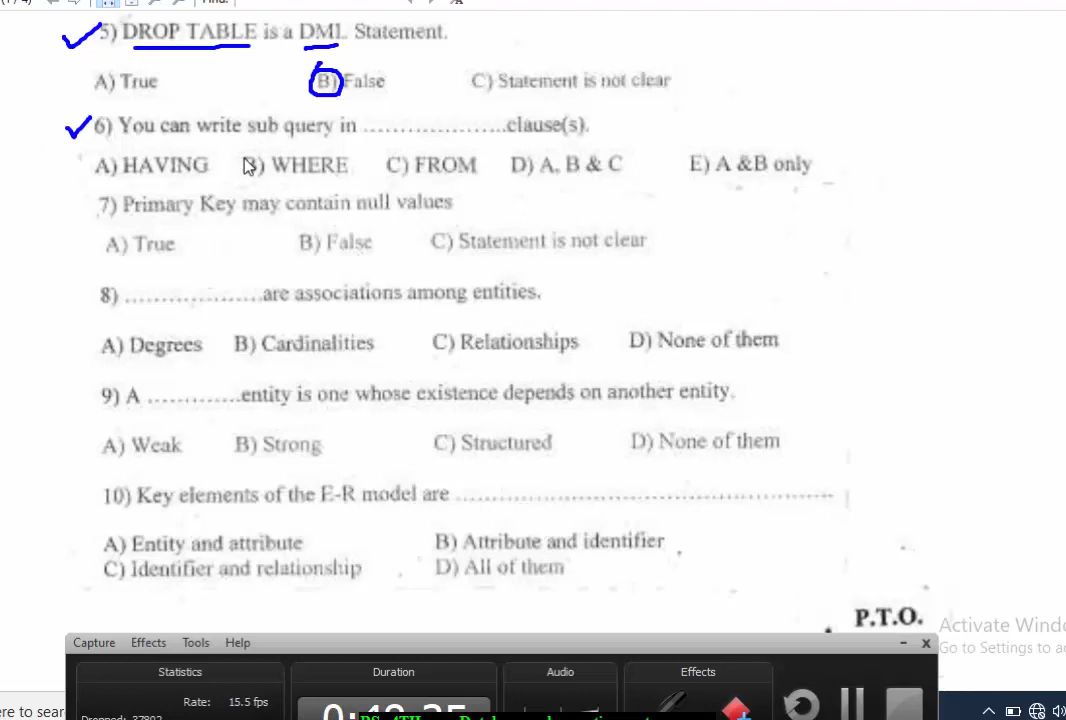 Find:
5) DROP TABLE is a DML Statement.
A) True B) False C) Statement is not clear
6) You can write sub query in ....................clause(s).
A) HAVING B) WHERE C) FROM D) A, B & C E) A &B only
7) Primary Key may contain null values
A) True B) False C) Statement is not clear
8) ...................are associations among entities.
A) Degrees B) Cardinalities C) Relationships D) None of them
9) A .............entity is one whose existence depends on another entity.
A) Weak B) Strong C) Structured D) None of them
10) Key elements of the E-R model are .....................................................
A) Entity and attribute B) Attribute and identifier
C) Identifier and relationship D) All of them
P.T.O.
Activate Windo
Go to Settings to a
Capture Effects Tools Help
Statistics Duration Audio Effects
Rate: 15.5 fps
ere to sear